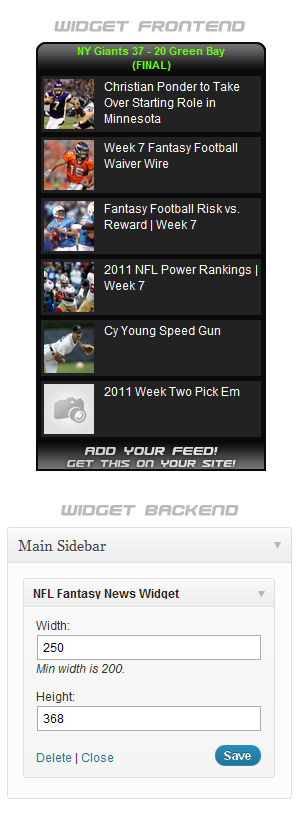 WIDGET FRONTEND
NY Giants 37 - 20 Green Bay
(FINAL)
Christian Ponder to Take
Over Starting Role in
Minnesota
Week 7 Fantasy Football
Waiver Wire
Fantasy Football Risk vs.
Reward | Week 7
2011 NFL Power Rankings |
Week 7
Cy Young Speed Gun
2011 Week Two Pick Em
ADD YOUR FEED!
GET THIS ON YOUR SITE!
WIDGET BACKEND
Main Sidebar
NFL Fantasy News Widget
Width:
250
Min width is 200.
Height:
368
Delete | Close
Save